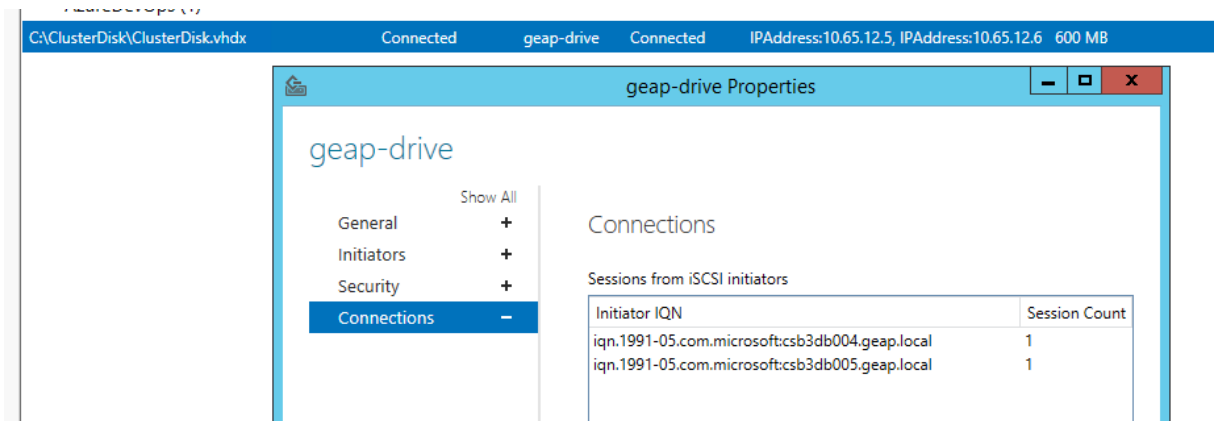 AzureDevOps (1)
C:\ClusterDisk\ClusterDisk.vhdx Connected geap-drive Connected IPAddress:10.65.12.5, IPAddress:10.65.12.6 600 MB
geap-drive Properties
geap-drive
Show All
General +
Initiators +
Security +
Connections –
Connections
Sessions from iSCSI initiators
Initiator IQN Session Count
iqn.1991-05.com.microsoft:csb3db004.geap.local 1
iqn.1991-05.com.microsoft:csb3db005.geap.local 1